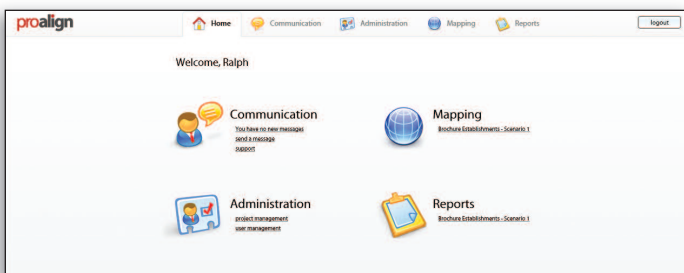 proalign
Home
Communication
Administration
Mapping
Reports
logout
Welcome, Ralph
Communication
You have no new messages
send a message
support
Mapping
Brochure Establishments - Scenario 1
Administration
project management
user management
Reports
Brochure Establishments - Scenario 1